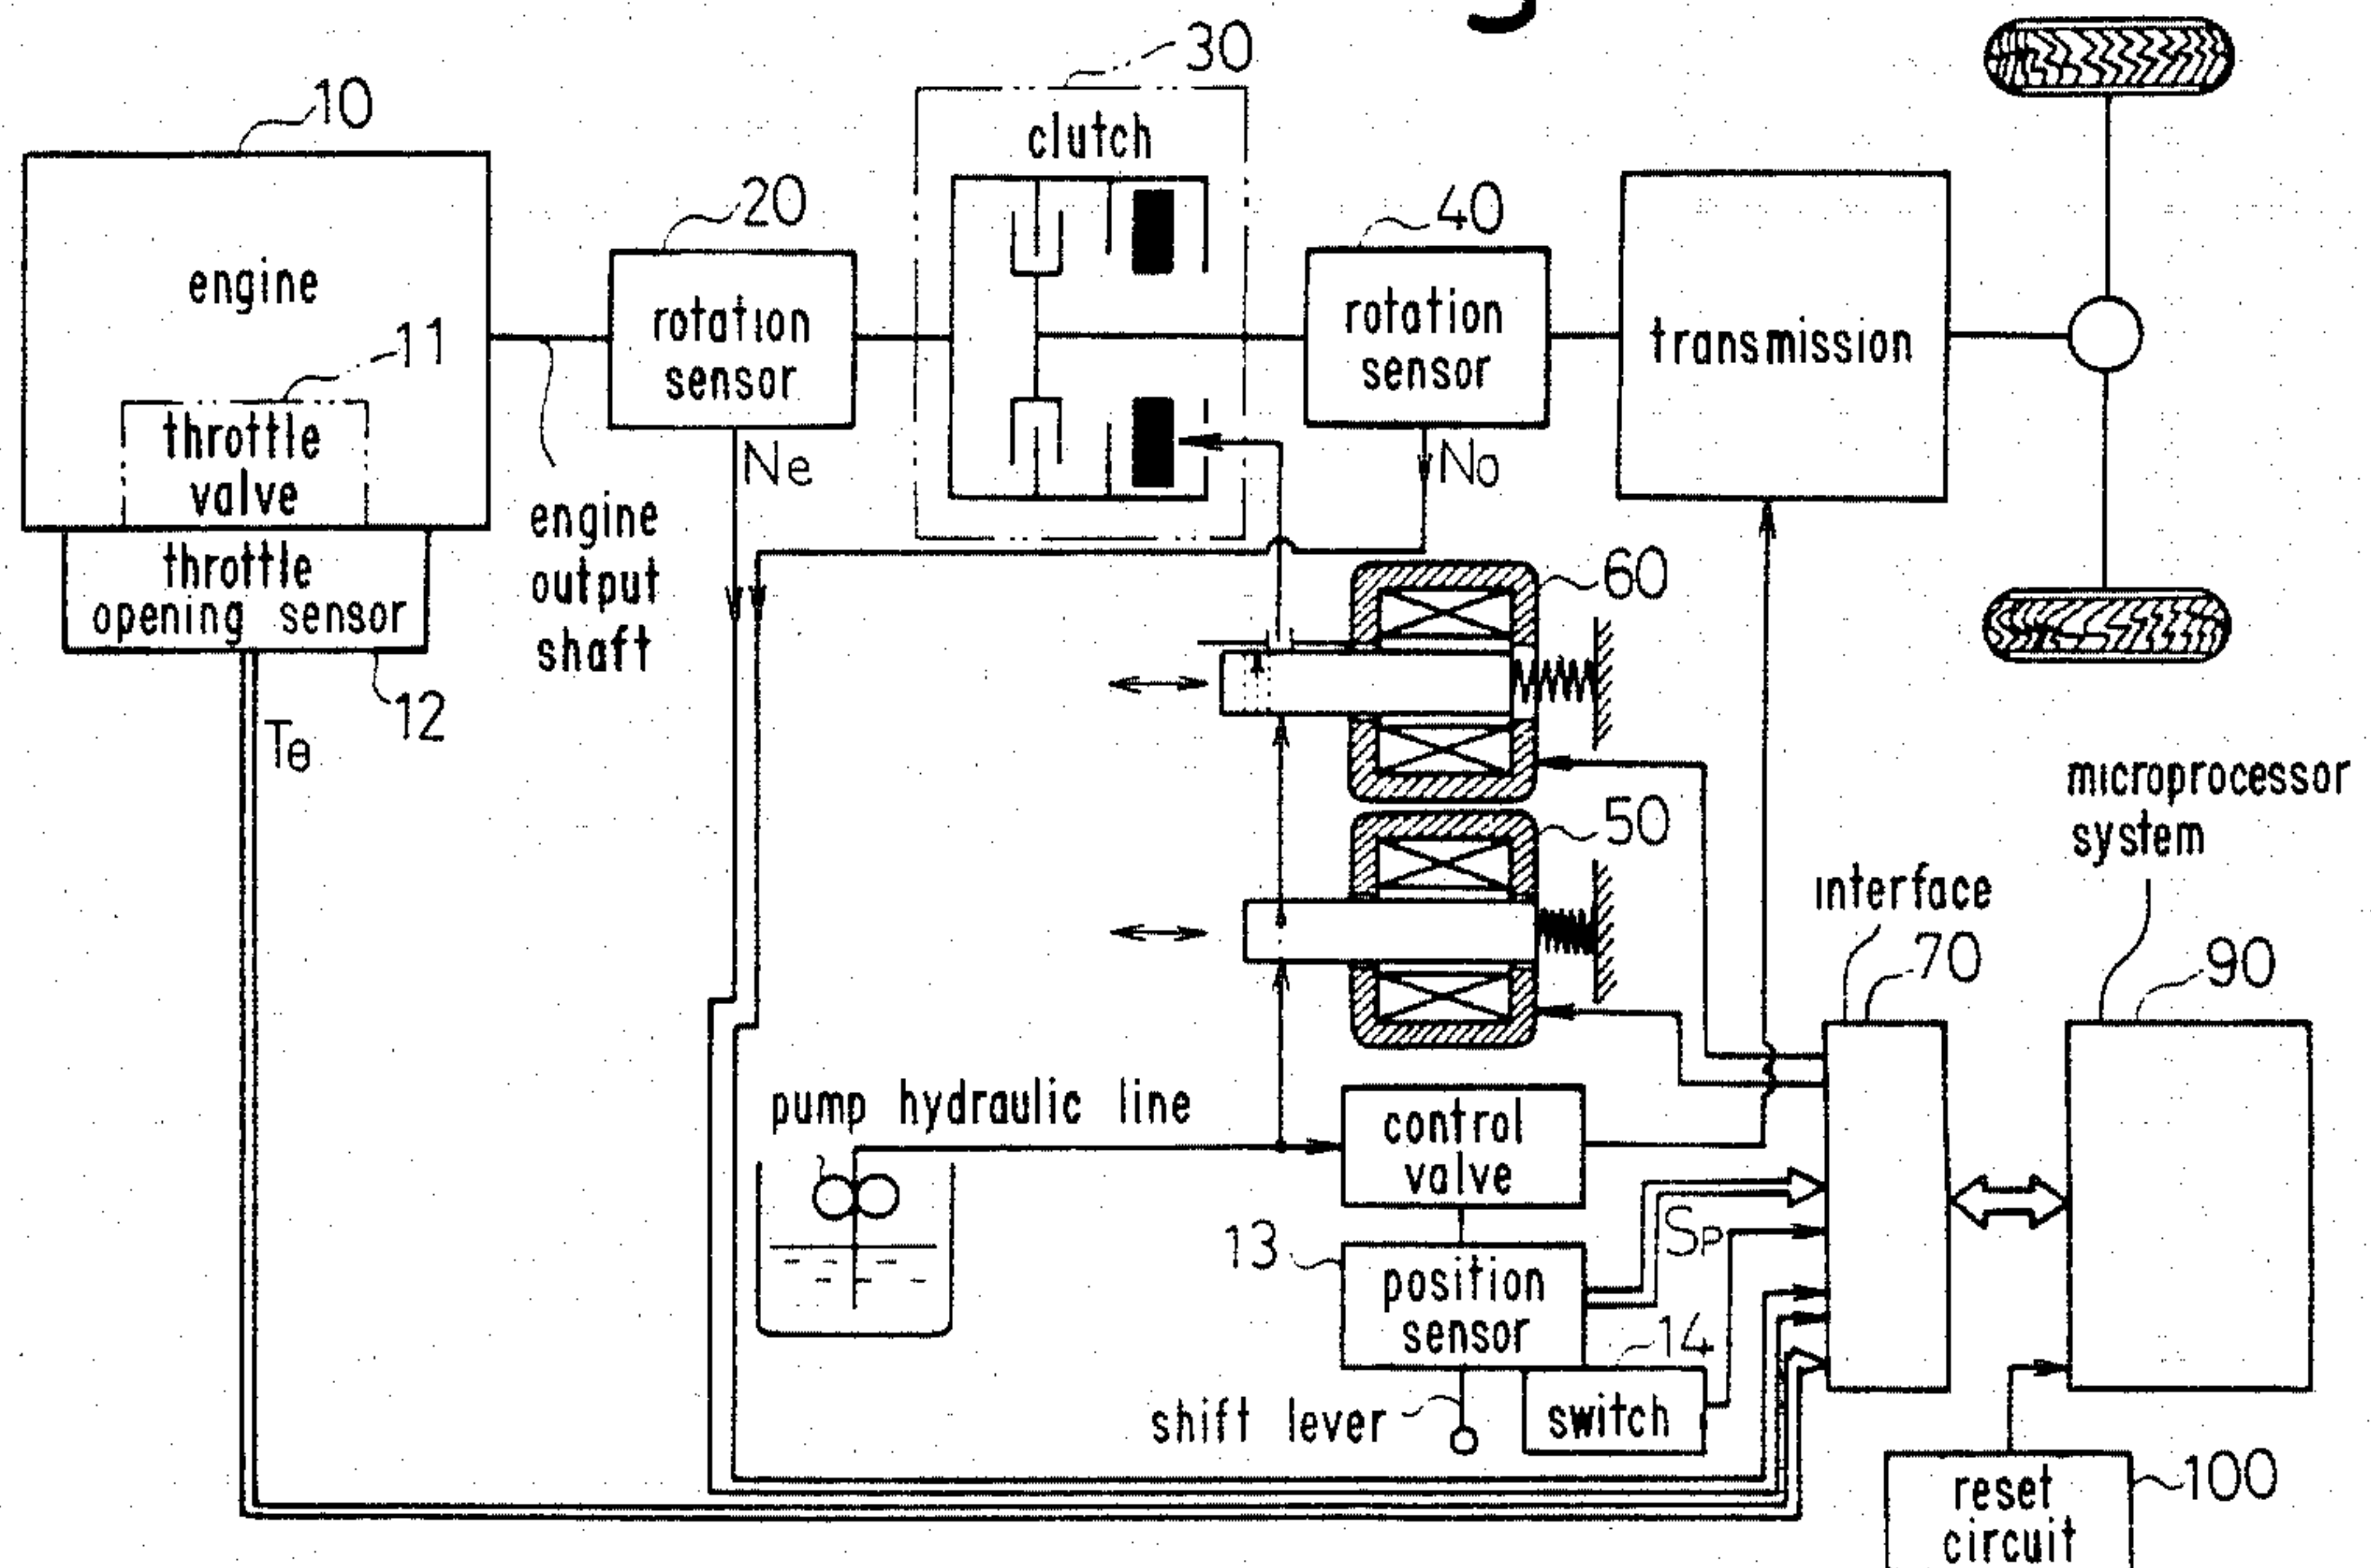 30
10
clutch
20
40
engine
rotation
sensor
rotation
sensor
transmission
11
throttle
valve
Ne
No
engine
output
shaft
throttle
opening sensor
12
Tθ
60
50
microprocessor
system
interface
70
90
pump hydraulic line
control
valve
SP
13
position
sensor
14
shift lever
switch
reset
circuit
100